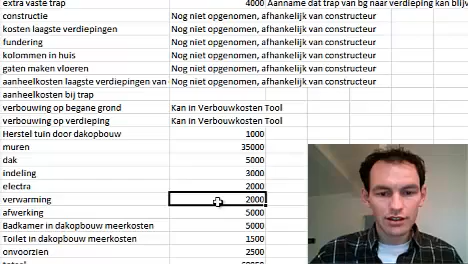 extra vaste trap 4000 Aanname dat trap van bg naar verdieping kan blijv
constructie Nog niet opgenomen, afhankelijk van constructeur
kosten laagste verdiepingen Nog niet opgenomen, afhankelijk van constructeur
fundering Nog niet opgenomen, afhankelijk van constructeur
kolommen in huis Nog niet opgenomen, afhankelijk van constructeur
gaten maken vloeren Nog niet opgenomen, afhankelijk van constructeur
aanheelkosten laagste verdiepingen van Nog niet opgenomen, afhankelijk van constructeur
aanheelkosten bij trap
verbouwing op begane grond Kan in Verbouwkosten Tool
verbouwing op verdieping Kan in Verbouwkosten Tool
Herstel tuin door dakopbouw 1000
muren 35000
dak 5000
indeling 3000
electra 2000
verwarming 2000
afwerking 5000
Badkamer in dakopbouw meerkosten 5000
Toilet in dakopbouw meerkosten 1500
onvoorzien 2500